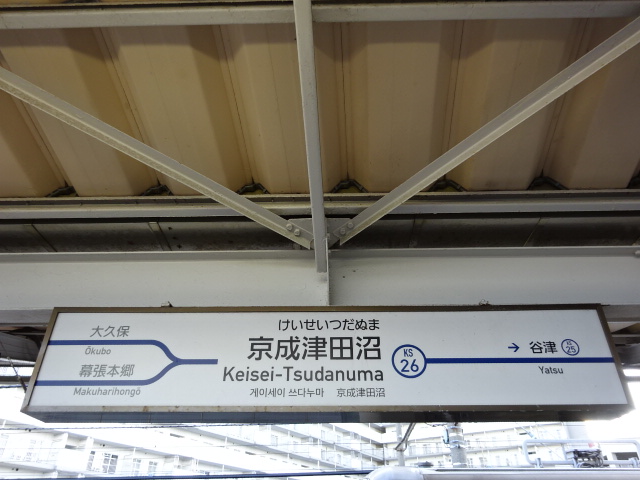 大久保
Ōkubo
幕張本郷
Makuharihongō
けいせいつだぬま
京成津田沼
Keisei-Tsudanuma
게이세이 쓰다누마 京成津田沼
KS
26
→ 谷津 KS 25
Yatsu